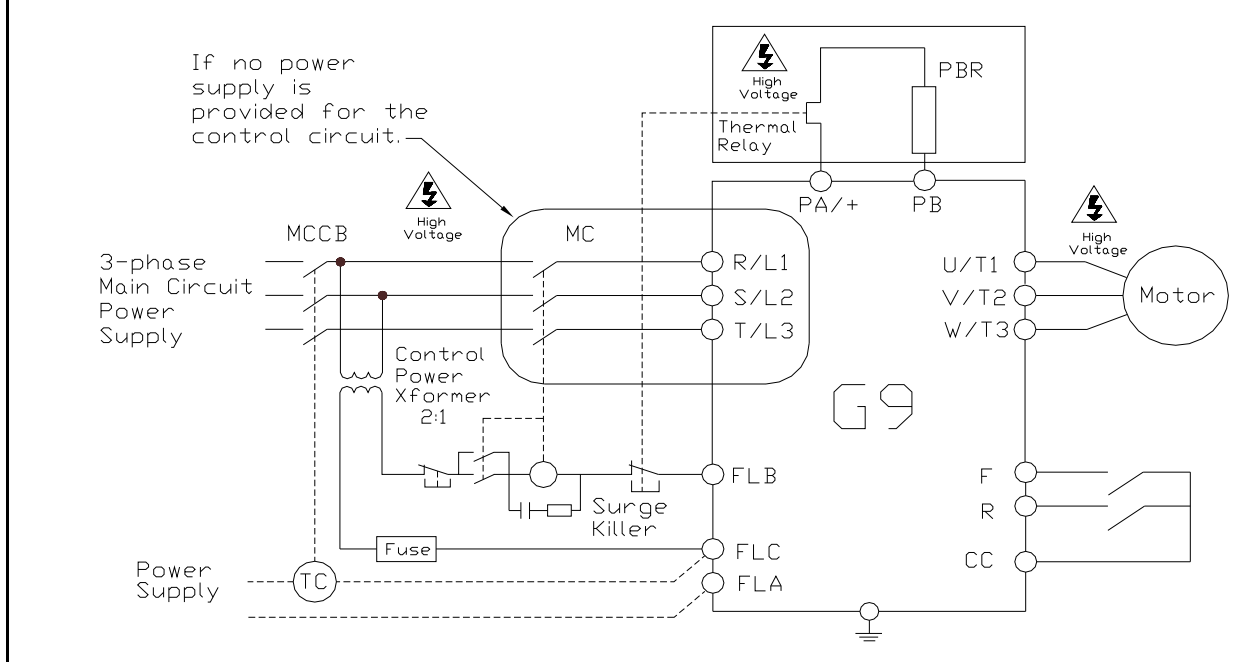 If no power
supply is
provided for the
control circuit.
High
Voltage
PBR
Thermal
Relay
PA/+
PB
High
Voltage
MCCB
MC
High
Voltage
3-phase
Main Circuit
Power
Supply
R/L1
S/L2
T/L3
U/T1
V/T2
W/T3
Motor
Control
Power
Xformer
2:1
G9
FLB
Surge
Killer
F
R
CC
Fuse
FLC
FLA
Power
Supply
TC